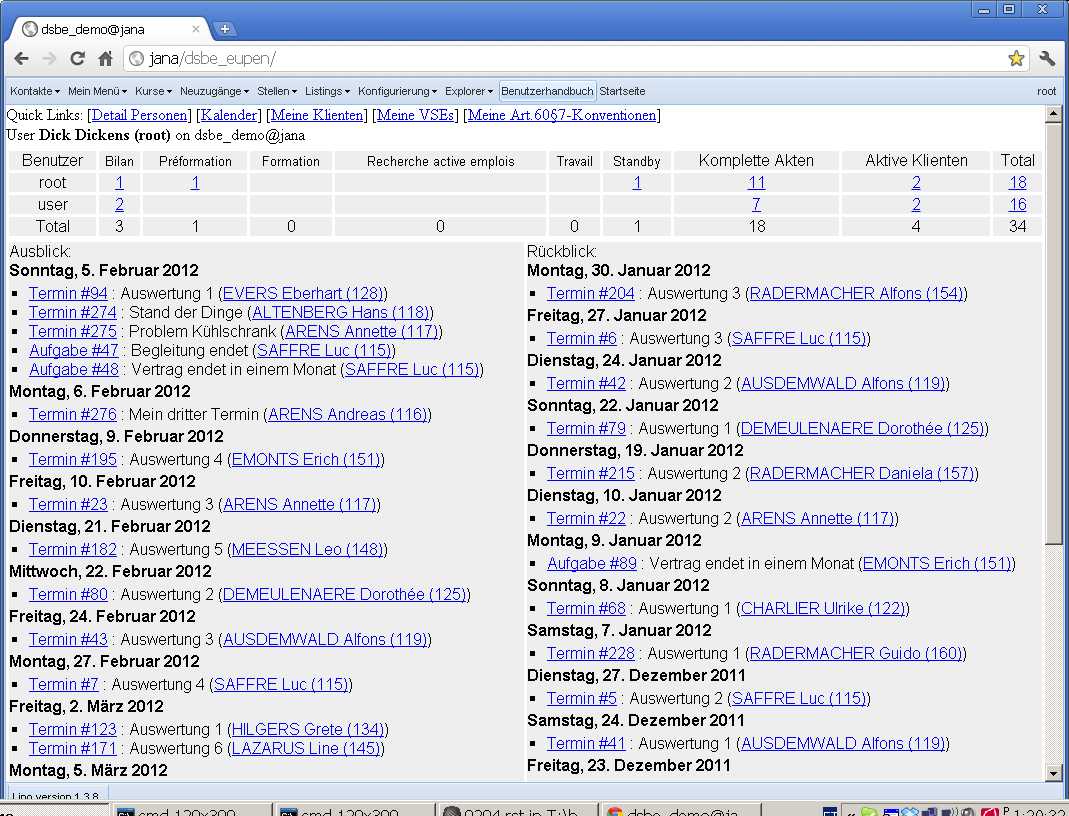 dsbe_demo@jana
jana/dsbe_eupen/
Kontakte Mein Menü Kurse Neuzugänge Stellen Listings Konfigurierung Explorer Benutzerhandbuch Startseite root
Quick Links: [Detail Personen] [Kalender] [Meine Klienten] [Meine VSEs] [Meine Art.60§7-Konventionen]
User Dick Dickens (root) on dsbe_demo@jana
Benutzer Bilan Préformation Formation Recherche active emplois Travail Standby Komplette Akten Aktive Klienten Total
root 1 1 1 11 2 18
user 2 7 2 16
Total 3 1 0 0 0 1 18 4 34
Ausblick:
Sonntag, 5. Februar 2012
Termin #94 : Auswertung 1 (EVERS Eberhart (128))
Termin #274 : Stand der Dinge (ALTENBERG Hans (118))
Termin #275 : Problem Kühlschrank (ARENS Annette (117))
Aufgabe #47 : Begleitung endet (SAFFRE Luc (115))
Aufgabe #48 : Vertrag endet in einem Monat (SAFFRE Luc (115))
Montag, 6. Februar 2012
Termin #276 : Mein dritter Termin (ARENS Andreas (116))
Donnerstag, 9. Februar 2012
Termin #195 : Auswertung 4 (EMONTS Erich (151))
Freitag, 10. Februar 2012
Termin #23 : Auswertung 3 (ARENS Annette (117))
Dienstag, 21. Februar 2012
Termin #182 : Auswertung 5 (MEESSEN Leo (148))
Mittwoch, 22. Februar 2012
Termin #80 : Auswertung 2 (DEMEULENAERE Dorothée (125))
Freitag, 24. Februar 2012
Termin #43 : Auswertung 3 (AUSDEMWALD Alfons (119))
Montag, 27. Februar 2012
Termin #7 : Auswertung 4 (SAFFRE Luc (115))
Freitag, 2. März 2012
Termin #123 : Auswertung 1 (HILGERS Grete (134))
Termin #171 : Auswertung 6 (LAZARUS Line (145))
Montag, 5. März 2012
Rückblick:
Montag, 30. Januar 2012
Termin #204 : Auswertung 3 (RADERMACHER Alfons (154))
Freitag, 27. Januar 2012
Termin #6 : Auswertung 3 (SAFFRE Luc (115))
Dienstag, 24. Januar 2012
Termin #42 : Auswertung 2 (AUSDEMWALD Alfons (119))
Sonntag, 22. Januar 2012
Termin #79 : Auswertung 1 (DEMEULENAERE Dorothée (125))
Donnerstag, 19. Januar 2012
Termin #215 : Auswertung 2 (RADERMACHER Daniela (157))
Dienstag, 10. Januar 2012
Termin #22 : Auswertung 2 (ARENS Annette (117))
Montag, 9. Januar 2012
Aufgabe #89 : Vertrag endet in einem Monat (EMONTS Erich (151))
Sonntag, 8. Januar 2012
Termin #68 : Auswertung 1 (CHARLIER Ulrike (122))
Samstag, 7. Januar 2012
Termin #228 : Auswertung 1 (RADERMACHER Guido (160))
Dienstag, 27. Dezember 2011
Termin #5 : Auswertung 2 (SAFFRE Luc (115))
Samstag, 24. Dezember 2011
Termin #41 : Auswertung 1 (AUSDEMWALD Alfons (119))
Freitag, 23. Dezember 2011
Lino version 1.3.8
cmd 120x300 cmd 120x300 0204.rst in T:\b dsbe_demo@ja 1:20:32